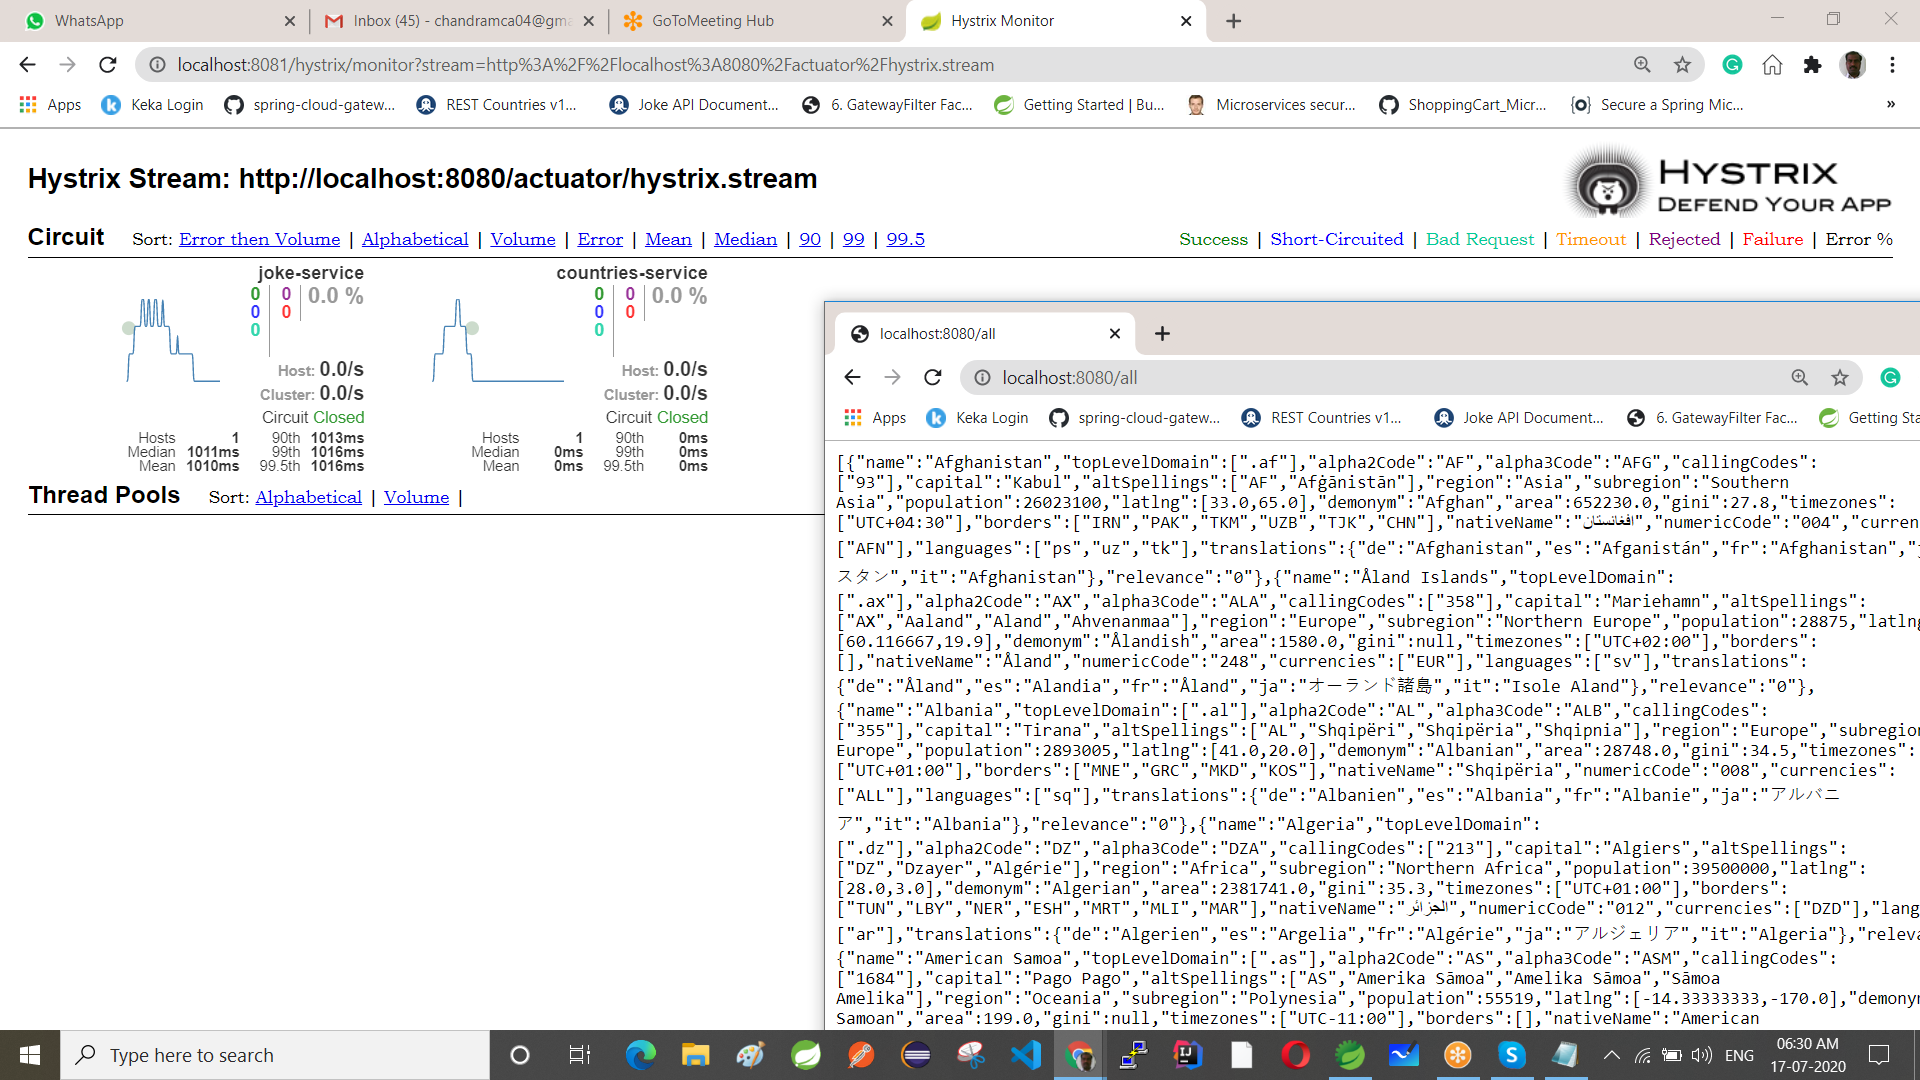 WhatsApp
Inbox (45) - chandramca04@gma
GoToMeeting Hub
Hystrix Monitor
localhost:8081/hystrix/monitor?stream=http%3A%2F%2Flocalhost%3A8080%2Factuator%2Fhystrix.stream
Apps Keka Login spring-cloud-gatew... REST Countries v1... Joke API Document... 6. GatewayFilter Fac... Getting Started | Bu... Microservices secur... ShoppingCart_Micr... Secure a Spring Mic... »
Hystrix Stream: http://localhost:8080/actuator/hystrix.stream
HYSTRIX
DEFEND YOUR APP
Circuit Sort: Error then Volume | Alphabetical | Volume | Error | Mean | Median | 90 | 99 | 99.5
Success | Short-Circuited | Bad Request | Timeout | Rejected | Failure | Error %
joke-service
0 0 0.0 %
0 0
0
Host: 0.0/s
Cluster: 0.0/s
Circuit Closed
Hosts 1 90th 1013ms
Median 1011ms 99th 1016ms
Mean 1010ms 99.5th 1016ms
countries-service
0 0 0.0 %
0 0
0
Host: 0.0/s
Cluster: 0.0/s
Circuit Closed
Hosts 1 90th 0ms
Median 0ms 99th 0ms
Mean 0ms 99.5th 0ms
Thread Pools Sort: Alphabetical | Volume |
localhost:8080/all
localhost:8080/all
Apps Keka Login spring-cloud-gatew... REST Countries v1... Joke API Document... 6. GatewayFilter Fac... Getting Sta
[{"name":"Afghanistan","topLevelDomain":[".af"],"alpha2Code":"AF","alpha3Code":"AFG","callingCodes":
["93"],"capital":"Kabul","altSpellings":["AF","Afġānistān"],"region":"Asia","subregion":"Southern
Asia","population":26023100,"latlng":[33.0,65.0],"demonym":"Afghan","area":652230.0,"gini":27.8,"timezones":
["UTC+04:30"],"borders":["IRN","PAK","TKM","UZB","TJK","CHN"],"nativeName":"افغانستان","numericCode":"004","curren
["AFN"],"languages":["ps","uz","tk"],"translations":{"de":"Afghanistan","es":"Afganistán","fr":"Afghanistan","j
スタン","it":"Afghanistan"},"relevance":"0"},{"name":"Åland Islands","topLevelDomain":
[".ax"],"alpha2Code":"AX","alpha3Code":"ALA","callingCodes":["358"],"capital":"Mariehamn","altSpellings":
["AX","Aaland","Aland","Ahvenanmaa"],"region":"Europe","subregion":"Northern Europe","population":28875,"latlng
[60.116667,19.9],"demonym":"Ålandish","area":1580.0,"gini":null,"timezones":["UTC+02:00"],"borders":
[],"nativeName":"Åland","numericCode":"248","currencies":["EUR"],"languages":["sv"],"translations":
{"de":"Åland","es":"Alandia","fr":"Åland","ja":"オーランド諸島","it":"Isole Aland"},"relevance":"0"},
{"name":"Albania","topLevelDomain":[".al"],"alpha2Code":"AL","alpha3Code":"ALB","callingCodes":
["355"],"capital":"Tirana","altSpellings":["AL","Shqipëri","Shqipëria","Shqipnia"],"region":"Europe","subregion
Europe","population":2893005,"latlng":[41.0,20.0],"demonym":"Albanian","area":28748.0,"gini":34.5,"timezones":
["UTC+01:00"],"borders":["MNE","GRC","MKD","KOS"],"nativeName":"Shqipëria","numericCode":"008","currencies":
["ALL"],"languages":["sq"],"translations":{"de":"Albanien","es":"Albania","fr":"Albanie","ja":"アルバニ
ア","it":"Albania"},"relevance":"0"},{"name":"Algeria","topLevelDomain":
[".dz"],"alpha2Code":"DZ","alpha3Code":"DZA","callingCodes":["213"],"capital":"Algiers","altSpellings":
["DZ","Dzayer","Algérie"],"region":"Africa","subregion":"Northern Africa","population":39500000,"latlng":
[28.0,3.0],"demonym":"Algerian","area":2381741.0,"gini":35.3,"timezones":["UTC+01:00"],"borders":
["TUN","LBY","NER","ESH","MRT","MLI","MAR"],"nativeName":"الجزائر","numericCode":"012","currencies":["DZD"],"lang
["ar"],"translations":{"de":"Algerien","es":"Argelia","fr":"Algérie","ja":"アルジェリア","it":"Algeria"},"releva
{"name":"American Samoa","topLevelDomain":[".as"],"alpha2Code":"AS","alpha3Code":"ASM","callingCodes":
["1684"],"capital":"Pago Pago","altSpellings":["AS","Amerika Sāmoa","Amelika Sāmoa","Sāmoa
Amelika"],"region":"Oceania","subregion":"Polynesia","population":55519,"latlng":[-14.33333333,-170.0],"demonym
Samoan","area":199.0,"gini":null,"timezones":["UTC-11:00"],"borders":[],"nativeName":"American
Type here to search
ENG
06:30 AM
17-07-2020